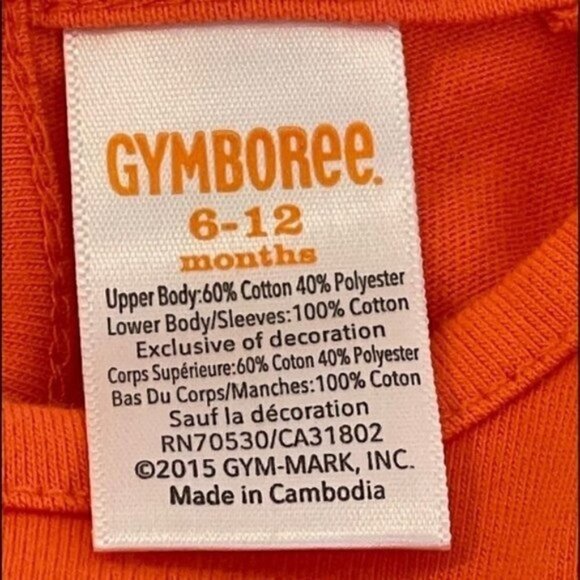 GYMBOREE.
6-12
months
Upper Body:60% Cotton 40% Polyester
Lower Body/Sleeves:100% Cotton
Exclusive of decoration
Corps Supérieure:60% Coton 40% Polyester
Bas Du Corps/Manches:100% Coton
Sauf la décoration
RN70530/CA31802
©2015 GYM-MARK, INC.
Made in Cambodia